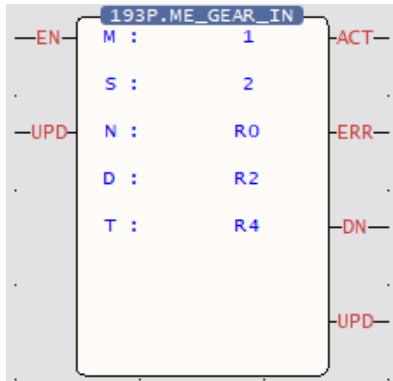 193P.ME_GEAR_IN
EN M : 1 ACT
S : 2
UPD N : R0 ERR
D : R2
T : R4 DN
UPD